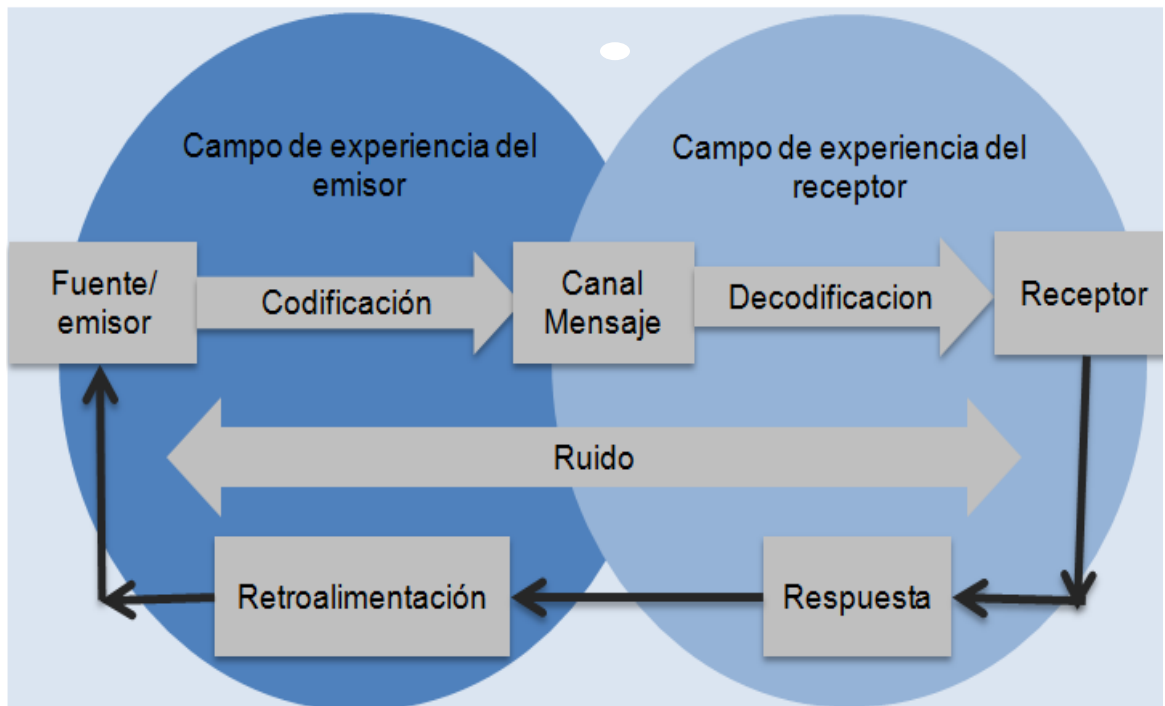 Campo de experiencia del
emisor
Campo de experiencia del
receptor
Fuente/
emisor
Codificación
Canal
Mensaje
Decodificacion
Receptor
Ruido
Retroalimentación
Respuesta